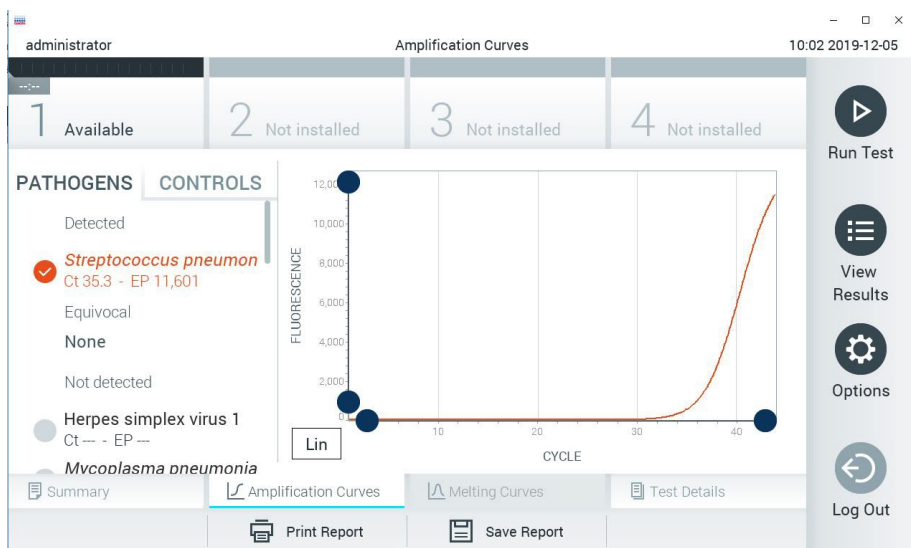 administrator
Amplification Curves
10:02 2019-12-05
--:--
1 Available
2 Not installed
3 Not installed
4 Not installed
Run Test
PATHOGENS CONTROLS
Detected
Streptococcus pneumon
Ct 35.3 - EP 11,601
Equivocal
None
Not detected
Herpes simplex virus 1
Ct --- - EP ---
Mycoplasma pneumonia
FLUORESCENCE
10,000
8,000
6,000
4,000
2,000
0
10 20 30 40
CYCLE
Lin
View
Results
Options
Log Out
Summary
Amplification Curves
Melting Curves
Test Details
Print Report
Save Report